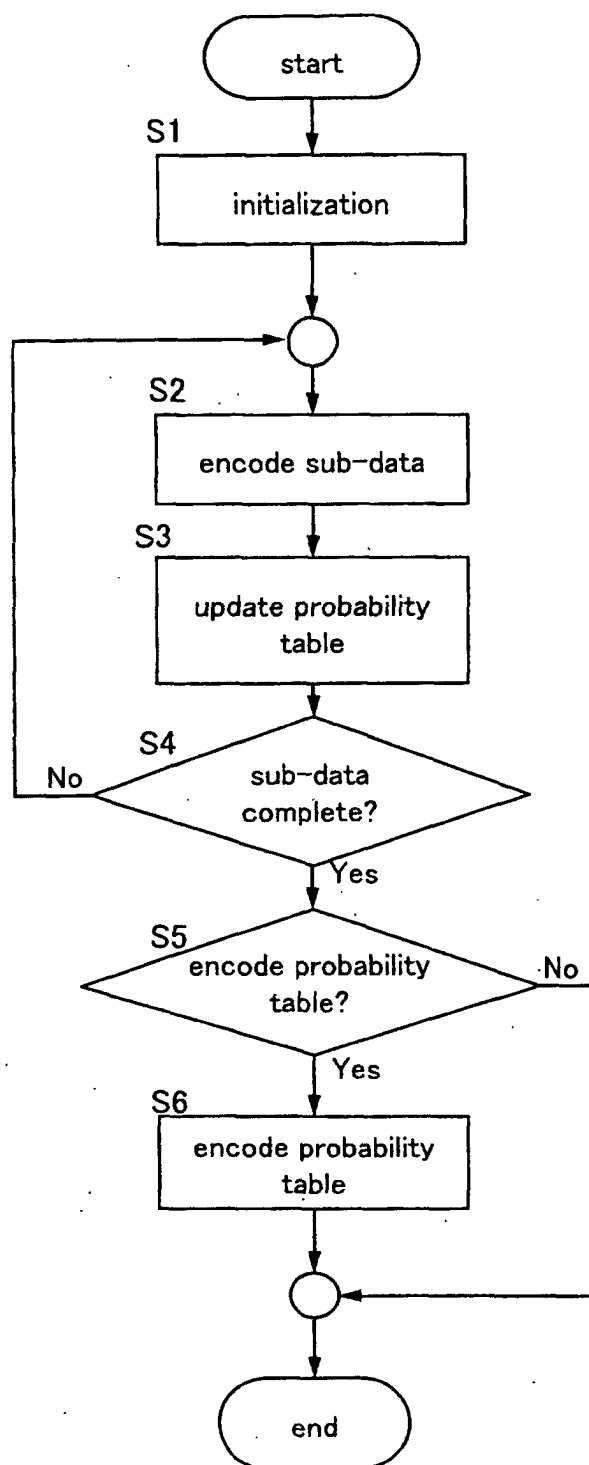 start
S1
initialization
S2
encode sub-data
S3
update probability
table
S4
No
sub-data
complete?
Yes
S5
encode probability
table?
No
Yes
S6
encode probability
table
end